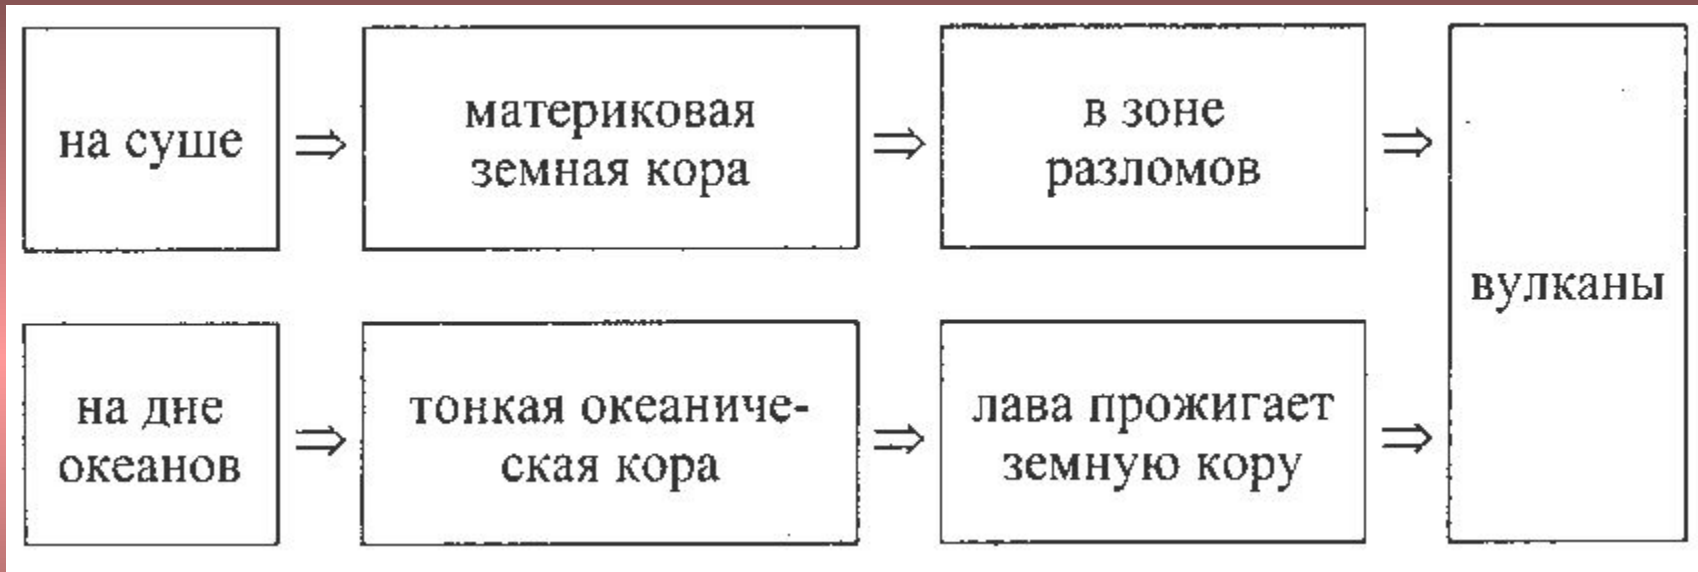 на суше
материковая
земная кора
в зоне
разломов
вулканы
на дне
океанов
тонкая океаниче-
ская кора
лава прожигает
земную кору